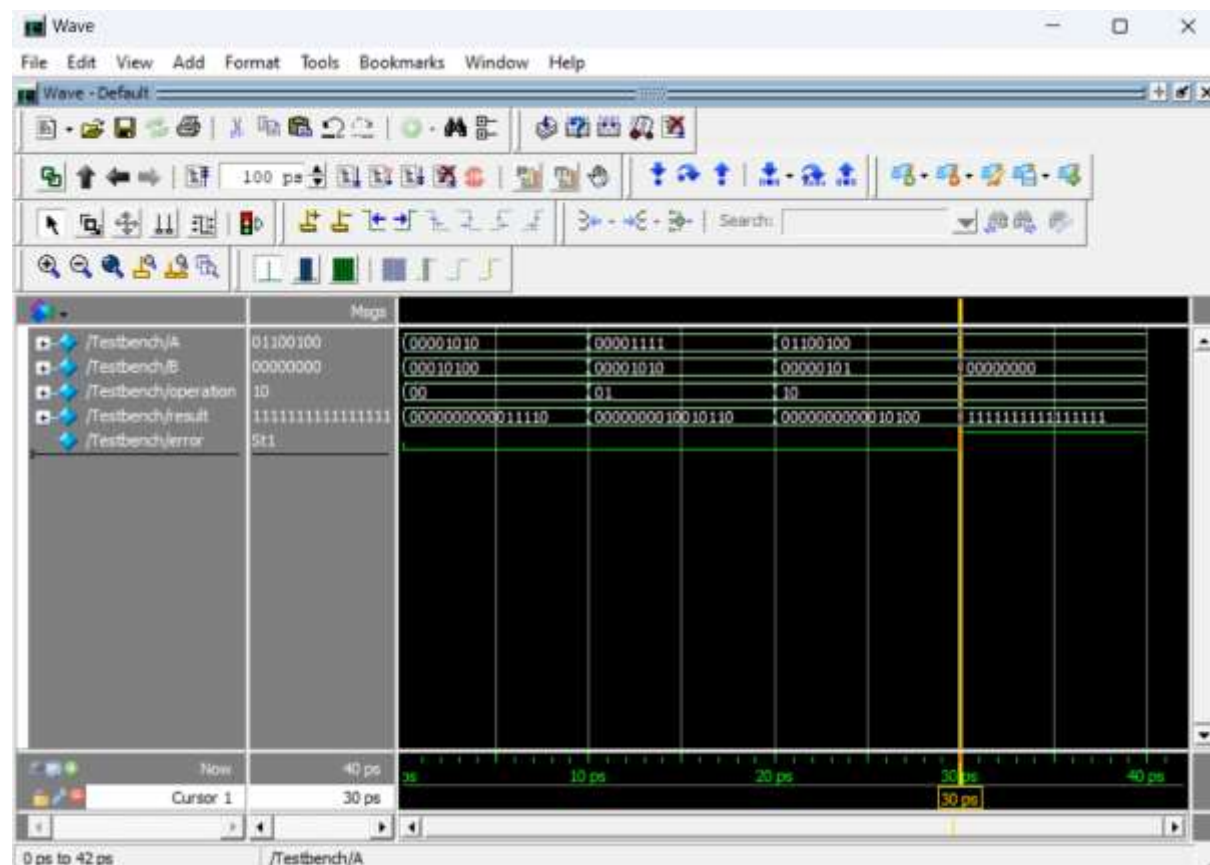 Wave
File Edit View Add Format Tools Bookmarks Window Help
Wave - Default
100 ps
Search:
Msgs
/Testbench/A 01100100 00001010 00001111 01100100
/Testbench/B 00000000 00010100 00001010 00000101 00000000
/Testbench/operation 10 00 01 10
/Testbench/result 1111111111111111 0000000000011110 0000000010010110 0000000000010100 1111111111111111
/Testbench/error St1
Now 40 ps ps 10 ps 20 ps 30 ps 40 ps
Cursor 1 30 ps 30 ps
0 ps to 42 ps /Testbench/A